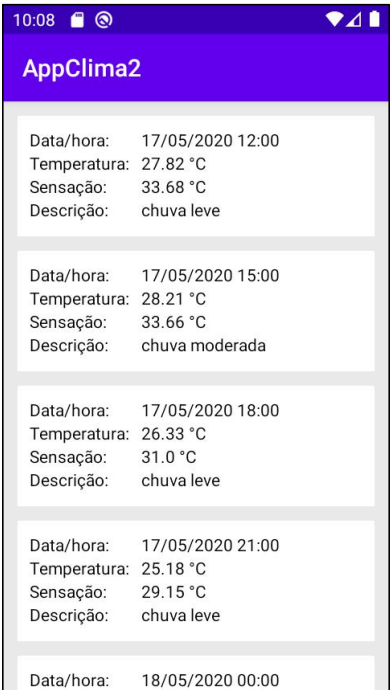 10:08
AppClima2
Data/hora: 17/05/2020 12:00
Temperatura: 27.82 °C
Sensação: 33.68 °C
Descrição: chuva leve
Data/hora: 17/05/2020 15:00
Temperatura: 28.21 °C
Sensação: 33.66 °C
Descrição: chuva moderada
Data/hora: 17/05/2020 18:00
Temperatura: 26.33 °C
Sensação: 31.0 °C
Descrição: chuva leve
Data/hora: 17/05/2020 21:00
Temperatura: 25.18 °C
Sensação: 29.15 °C
Descrição: chuva leve
Data/hora: 18/05/2020 00:00